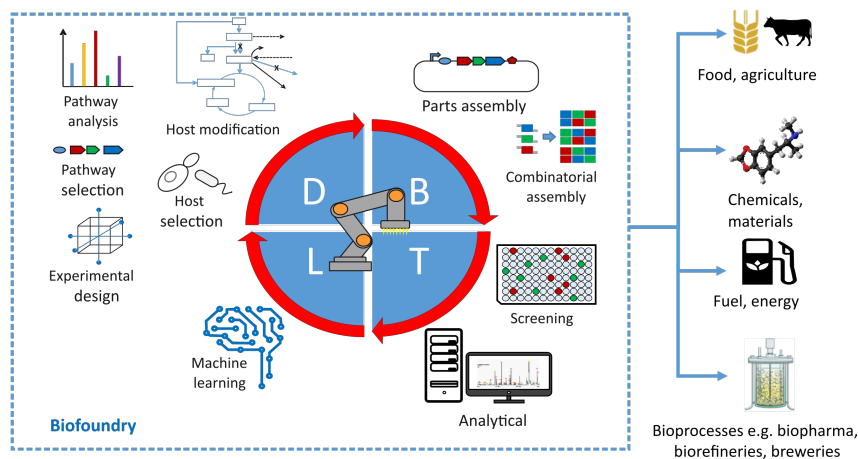 Pathway
analysis
Host modification
Parts assembly
Pathway
selection
Host
selection
Combinatorial
assembly
Experimental
design
D
B
L
T
Screening
Machine
learning
Analytical
Biofoundry
Food, agriculture
Chemicals,
materials
Fuel, energy
Bioprocesses e.g. biopharma,
biorefineries, breweries
CH₃
N
H
O
X
X